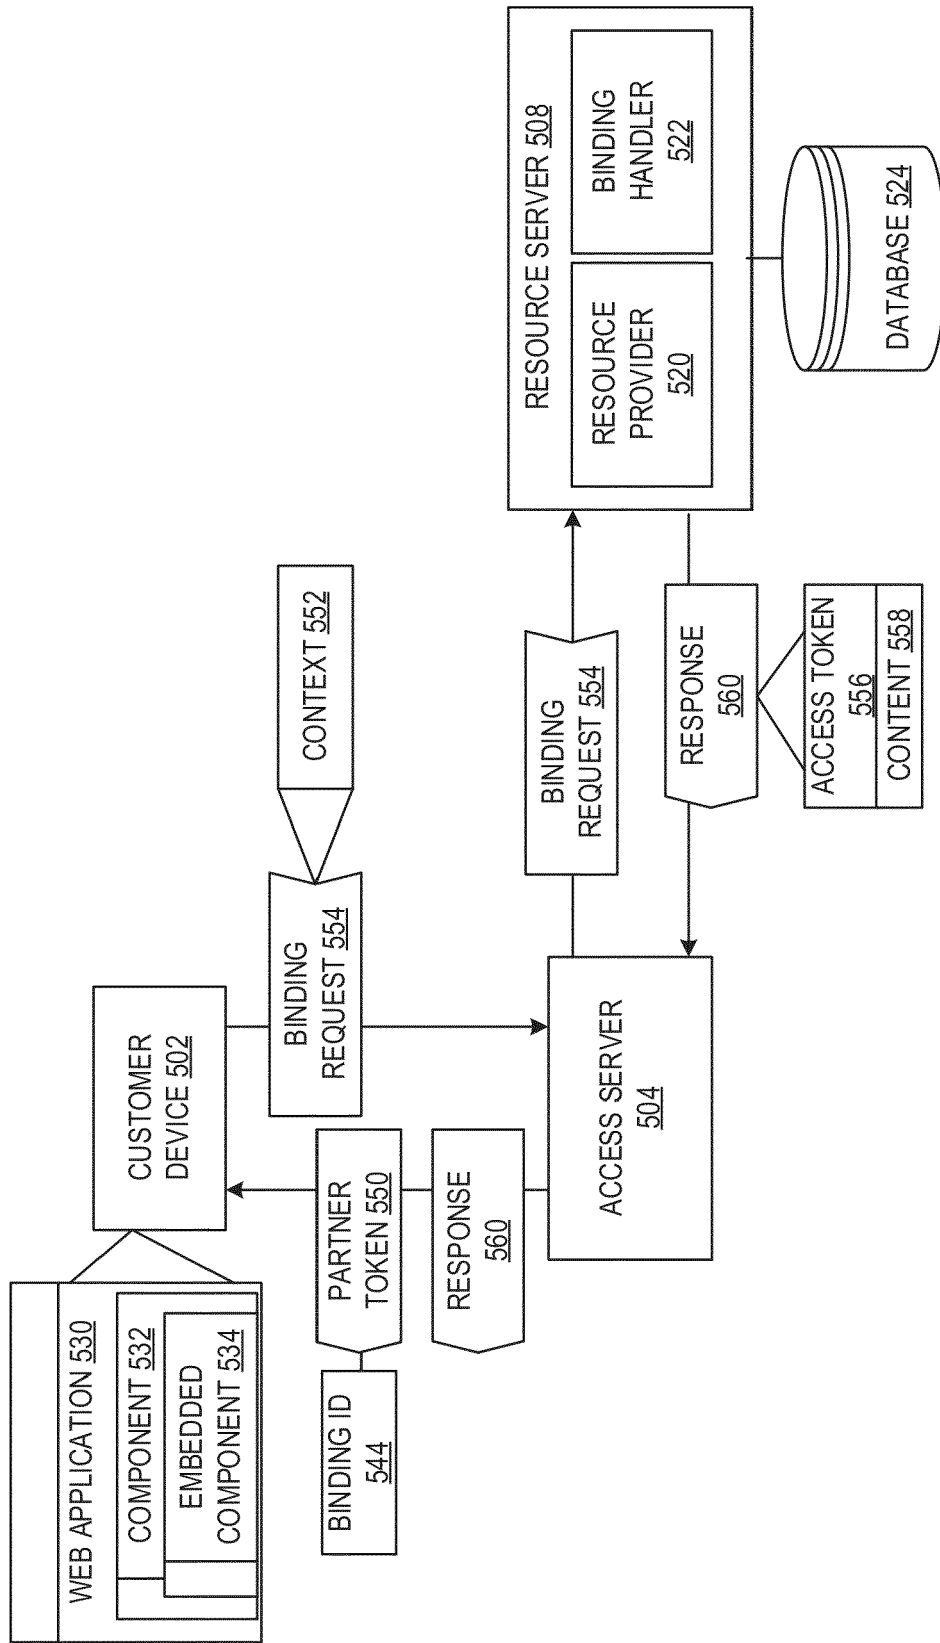 WEB APPLICATION 530
COMPONENT 532
EMBEDDED
COMPONENT 534
CUSTOMER
DEVICE 502
BINDING ID
544
PARTNER
TOKEN 550
RESPONSE
560
BINDING
REQUEST 554
CONTEXT 552
ACCESS SERVER
504
BINDING
REQUEST 554
RESPONSE
560
ACCESS TOKEN
556
CONTENT 558
RESOURCE SERVER 508
RESOURCE
PROVIDER
520
BINDING
HANDLER
522
DATABASE 524